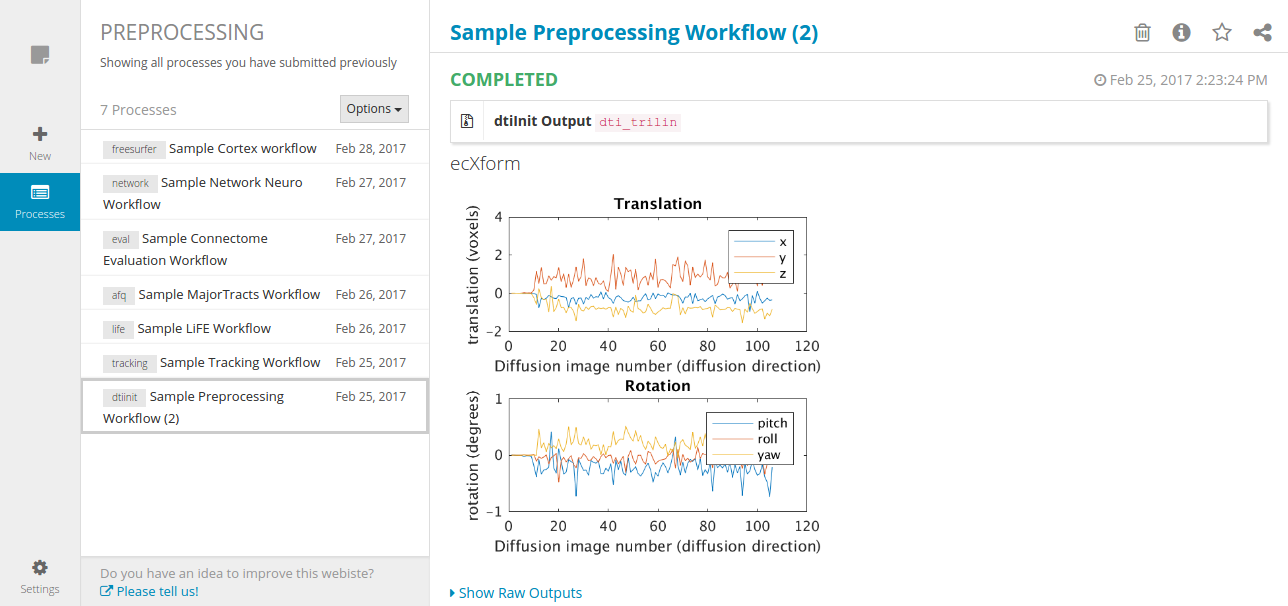 New
Processes
Settings
PREPROCESSING
Showing all processes you have submitted previously
7 Processes
Options
freesurfer Sample Cortex workflow Feb 28, 2017
network Sample Network Neuro Feb 27, 2017
Workflow
eval Sample Connectome Feb 27, 2017
Evaluation Workflow
afq Sample MajorTracts Workflow Feb 26, 2017
life Sample LiFE Workflow Feb 26, 2017
tracking Sample Tracking Workflow Feb 25, 2017
dtiinit Sample Preprocessing Feb 25, 2017
Workflow (2)
Do you have an idea to improve this webiste?
Please tell us!
Sample Preprocessing Workflow (2)
COMPLETED Feb 25, 2017 2:23:24 PM
dtiInit Output dti_trilin
ecXform
Translation
translation (voxels)
4
2
0
−2
x
y
z
0 20 40 60 80 100 120
Diffusion image number (diffusion direction)
Rotation
rotation (degrees)
1
0
−1
pitch
roll
yaw
0 20 40 60 80 100 120
Diffusion image number (diffusion direction)
Show Raw Outputs